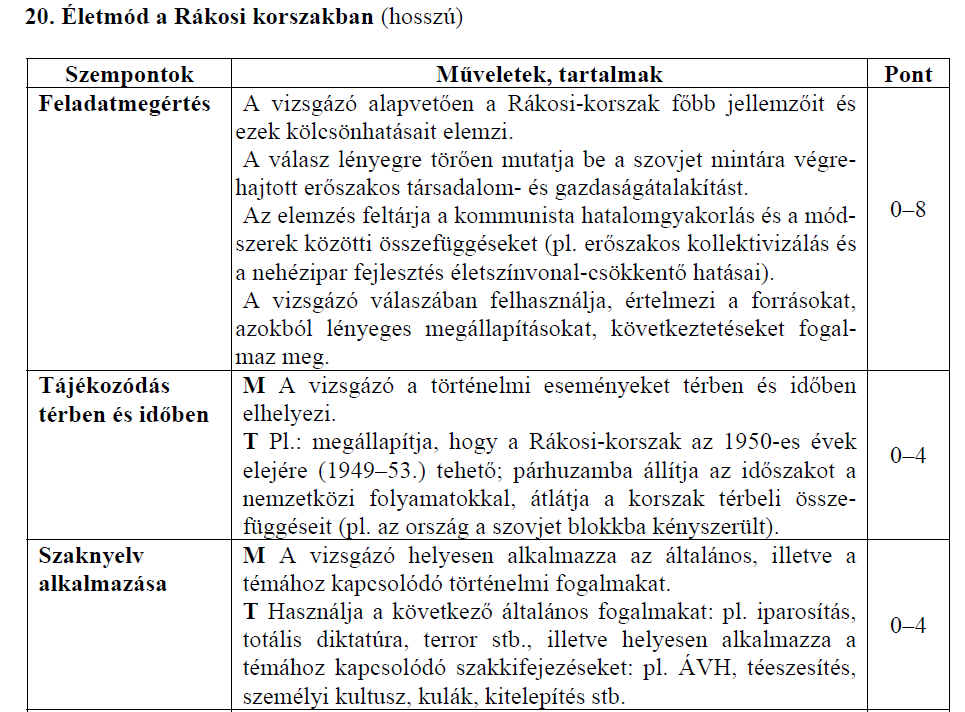 20. Életmód a Rákosi korszakban (hosszú)
Szempontok Műveletek, tartalmak Pont
Feladatmegértés
A vizsgázó alapvetően a Rákosi-korszak főbb jellemzőit és
ezek kölcsönhatásait elemzi.
A válasz lényegre törően mutatja be a szovjet mintára végre-
hajtott erőszakos társadalom- és gazdaságátalakítást.
Az elemzés feltárja a kommunista hatalomgyakorlás és a mód-
szerek közötti összefüggéseket (pl. erőszakos kollektivizálás és
a nehézipar fejlesztés életszínvonal-csökkentő hatásai).
A vizsgázó válaszában felhasználja, értelmezi a forrásokat,
azokból lényeges megállapításokat, következtetéseket fogal-
maz meg.
0–8
Tájékozódás
térben és időben
M A vizsgázó a történelmi eseményeket térben és időben
elhelyezi.
T Pl.: megállapítja, hogy a Rákosi-korszak az 1950-es évek
elejére (1949–53.) tehető; párhuzamba állítja az időszakot a
nemzetközi folyamatokkal, átlátja a korszak térbeli össze-
függéseit (pl. az ország a szovjet blokkba kényszerült).
0–4
Szaknyelv
alkalmazása
M A vizsgázó helyesen alkalmazza az általános, illetve a
témához kapcsolódó történelmi fogalmakat.
T Használja a következő általános fogalmakat: pl. iparosítás,
totális diktatúra, terror stb., illetve helyesen alkalmazza a
témához kapcsolódó szakkifejezéseket: pl. ÁVH, téeszesítés,
személyi kultusz, kulák, kitelepítés stb.
0–4